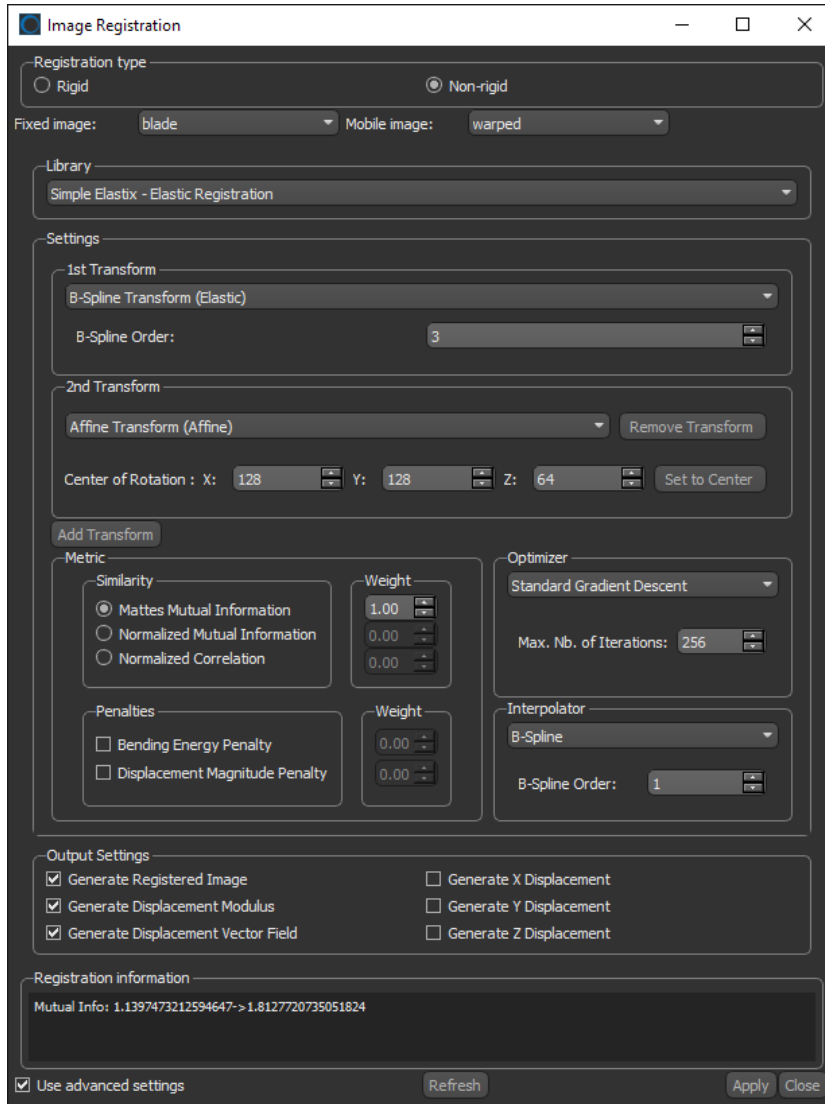 Image Registration
Registration type
Rigid Non-rigid
Fixed image: blade Mobile image: warped
Library
Simple Elastix - Elastic Registration
Settings
1st Transform
B-Spline Transform (Elastic)
B-Spline Order: 3
2nd Transform
Affine Transform (Affine) Remove Transform
Center of Rotation : X: 128 Y: 128 Z: 64 Set to Center
Add Transform
Metric
Similarity Weight
Mattes Mutual Information 1.00
Normalized Mutual Information 0.00
Normalized Correlation 0.00
Penalties Weight
Bending Energy Penalty 0.00
Displacement Magnitude Penalty 0.00
Optimizer
Standard Gradient Descent
Max. Nb. of Iterations: 256
Interpolator
B-Spline
B-Spline Order: 1
Output Settings
Generate Registered Image Generate X Displacement
Generate Displacement Modulus Generate Y Displacement
Generate Displacement Vector Field Generate Z Displacement
Registration information
Mutual Info: 1.1397473212594647->1.8127720735051824
Use advanced settings Refresh Apply Close